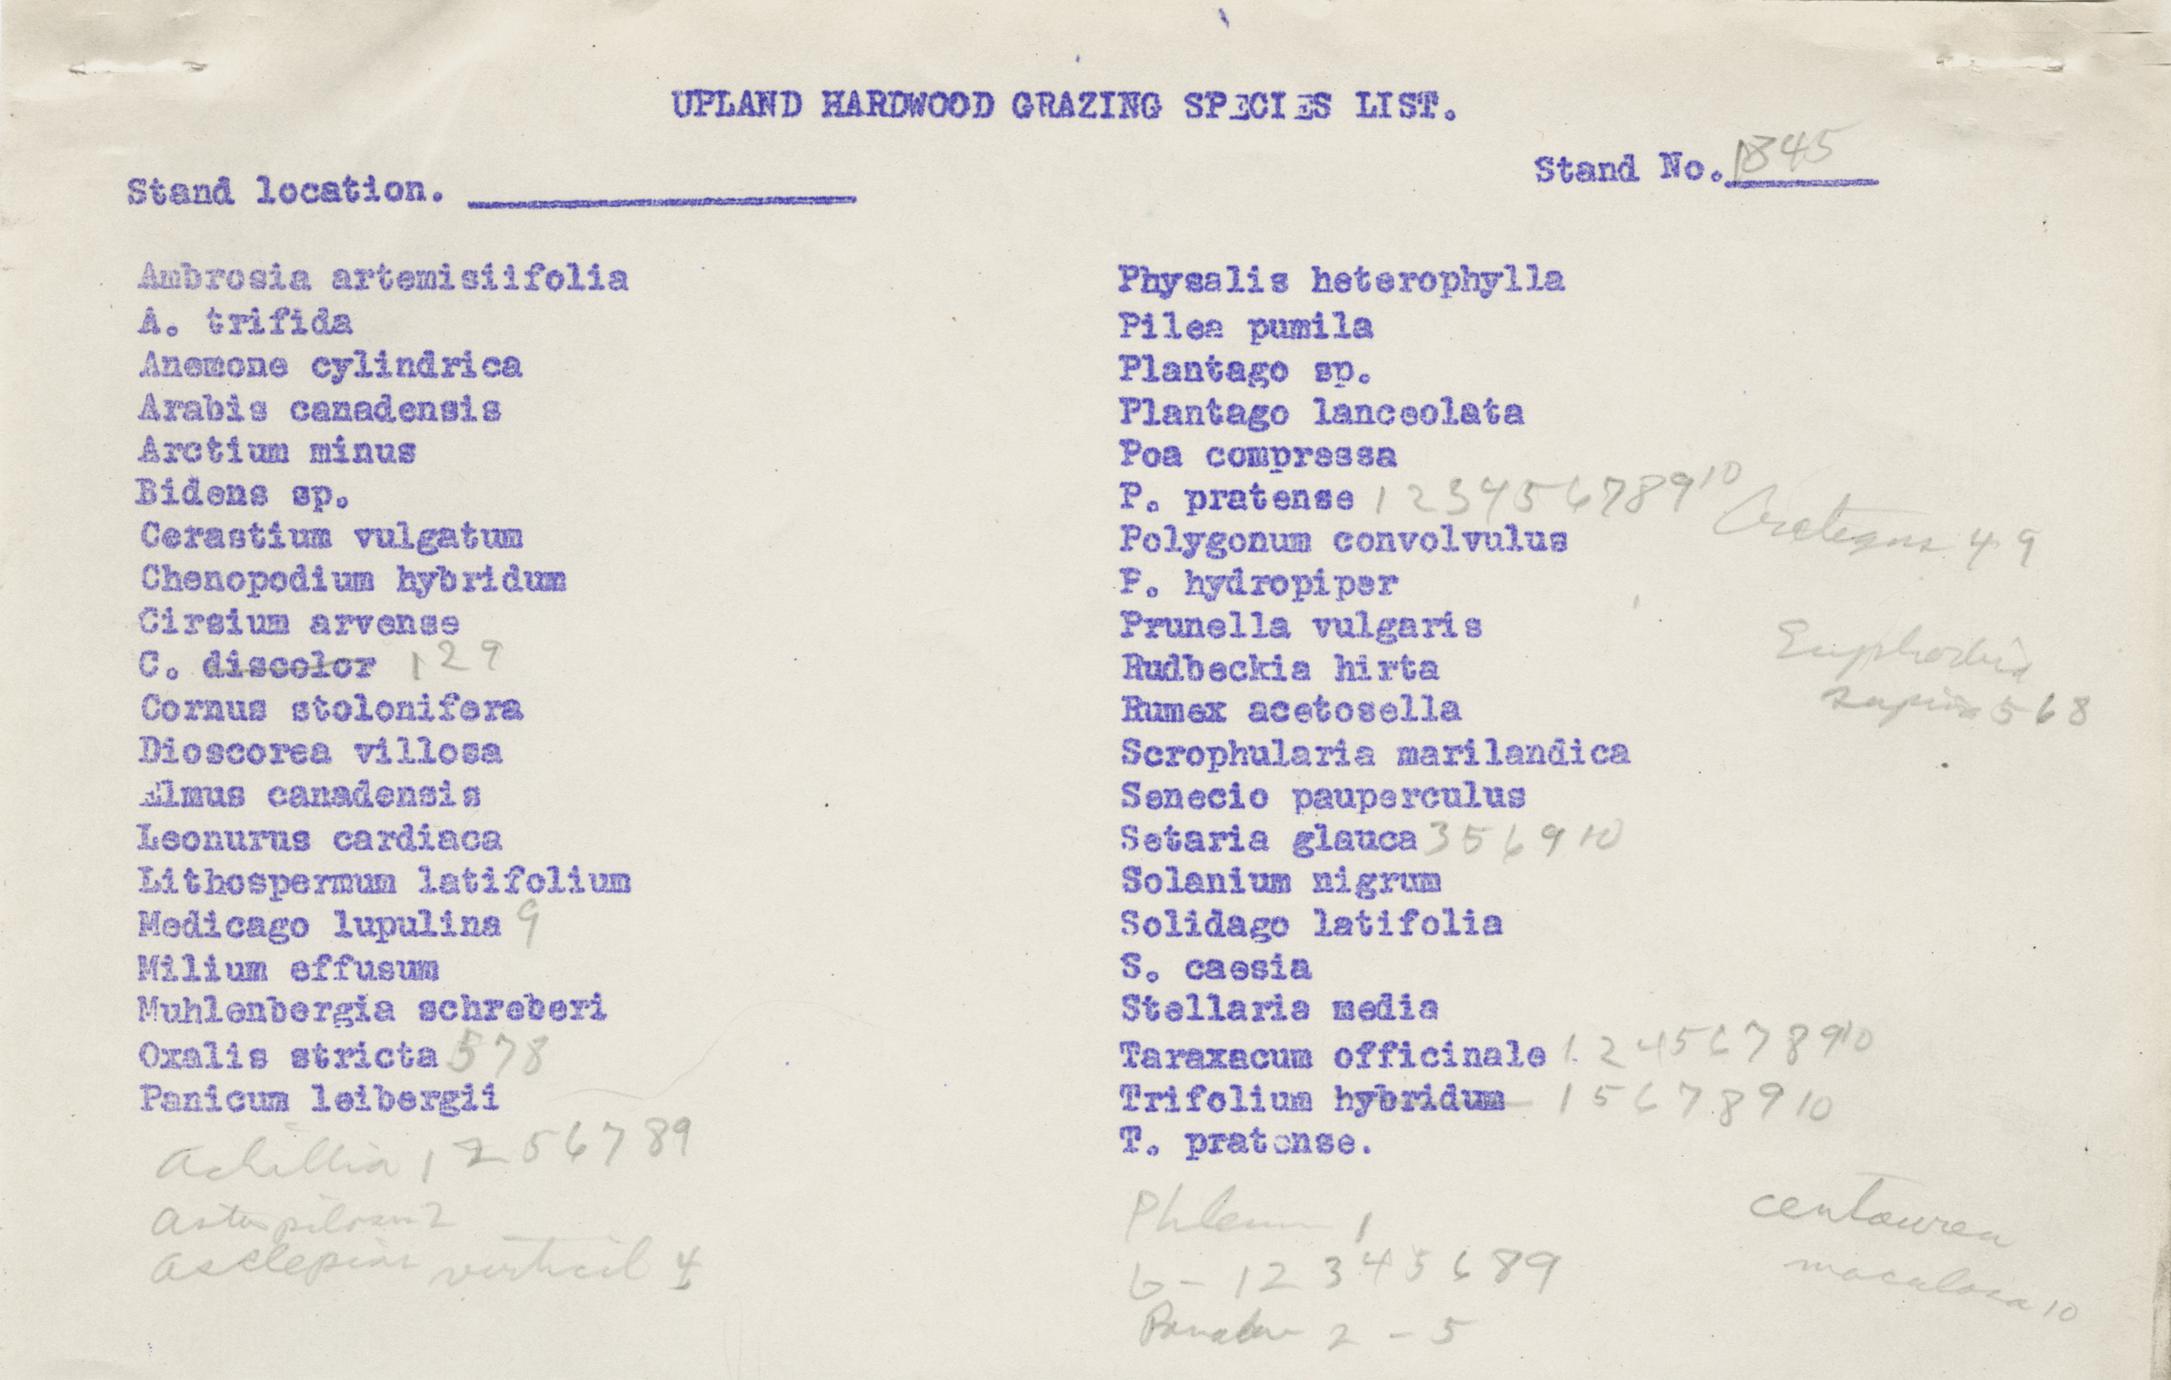 UPLAND HARDWOOD GRAZING SPECIES LIST.
Stand No. 1845
Stand location.
Ambrosia artemisiifolia
A. trifida
Anemone cylindrica
Arabis canadensis
Arctium minus
Bidens sp.
Cerastium vulgatum
Chenopodium hybridum
Cirsium arvense
C. discolor 1 2 9
Cornus stolonifera
Dioscorea villosa
Elmus canadensis
Leonurus cardiaca
Lithospermum latifolium
Medicago lupulina 9
Milium effusum
Muhlenbergia schreberi
Oxalis stricta 5 7 8
Panicum leibergii
Achillia 1 2 5 6 7 8 9
Aster pilosus 2
Asclepias verticil 4
Physalis heterophylla
Pilea pumila
Plantago sp.
Plantago lanceolata
Poa compressa
P. pratense 1 2 3 4 5 6 7 8 9 10
Polygonum convolvulus
P. hydropiper
Prunella vulgaris
Rudbeckia hirta
Rumex acetosella
Scrophularia marilandica
Senecio pauperculus
Setaria glauca 3 5 6 9 10
Solanium nigrum
Solidago latifolia
S. caesia
Stellaria media
Taraxacum officinale 1 2 4 5 6 7 8 9 10
Trifolium hybridum 1 5 6 7 8 9 10
T. pratense.
Phleum 1
6 - 1 2 3 4 5 6 8 9
2 - 5
Cretegus 4 9
Euphorbia
supina 5 6 8
centaurea
maculosa 10